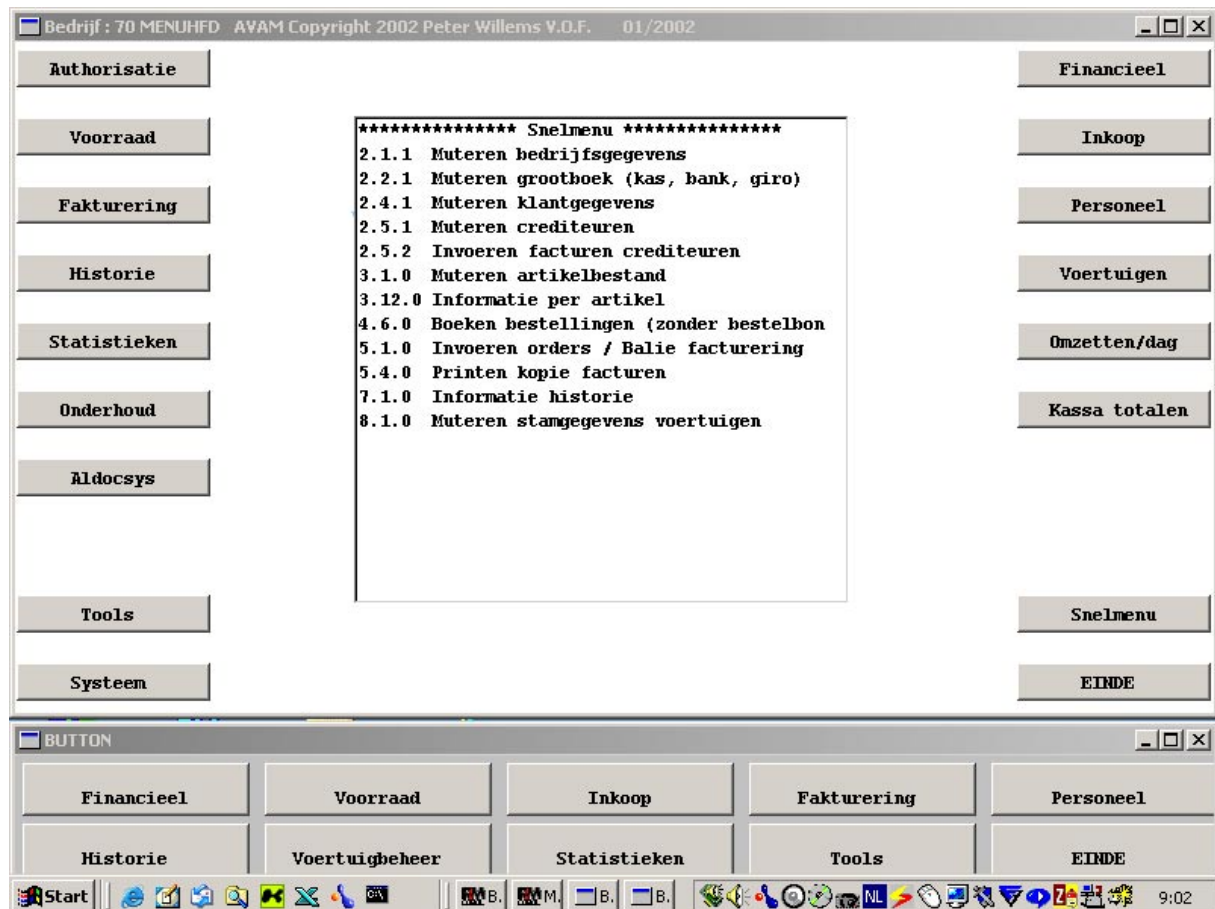 Bedrijf : 70 MENUHFD AVAM Copyright 2002 Peter Willems V.O.F. 01/2002
Authorisatie
Voorraad
Fakturering
Historie
Statistieken
Onderhoud
Aldocsys
Tools
Systeem
*************** Snelmenu ***************
2.1.1 Muteren bedrijfsgegevens
2.2.1 Muteren grootboek (kas, bank, giro)
2.4.1 Muteren klantgegevens
2.5.1 Muteren crediteuren
2.5.2 Invoeren facturen crediteuren
3.1.0 Muteren artikelbestand
3.12.0 Informatie per artikel
4.6.0 Boeken bestellingen (zonder bestelbon
5.1.0 Invoeren orders / Balie facturering
5.4.0 Printen kopie facturen
7.1.0 Informatie historie
8.1.0 Muteren stamgegevens voertuigen
Financieel
Inkoop
Personeel
Voertuigen
Omzetten/dag
Kassa totalen
Snelmenu
EINDE
BUTTON
Financieel Voorraad Inkoop Fakturering Personeel
Historie Voertuigbeheer Statistieken Tools EINDE
Start B. M. B. B. NL 9:02